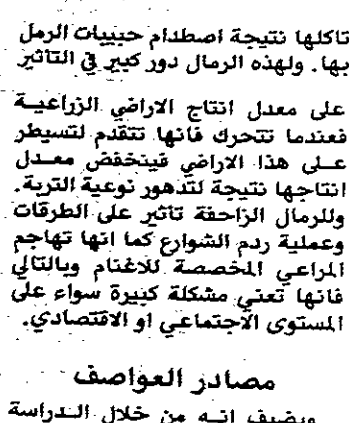 تاكلها نتيجة اصطدام حبيبات الرمل
بها. ولهذه الرمال دور كبير في التأثير
على معدل انتاج الاراضي الزراعية
فعندما تتحرك فانها تتقدم لتسيطر
على هذا الاراضي فينخفض معدل
انتاجها نتيجة لتدهور نوعية التربة.
وللرمال الزاحفة تأثير على الطرقات
وعملية ردم الشوارع كما انها تهاجم
المراعي المخصصة للاغنام وبالتالي
فانها تعني مشكلة كبيرة سواء على
المستوى الاجتماعي او الاقتصادي.
مصادر العواصف
ويضيف انه من خلال الدراسة